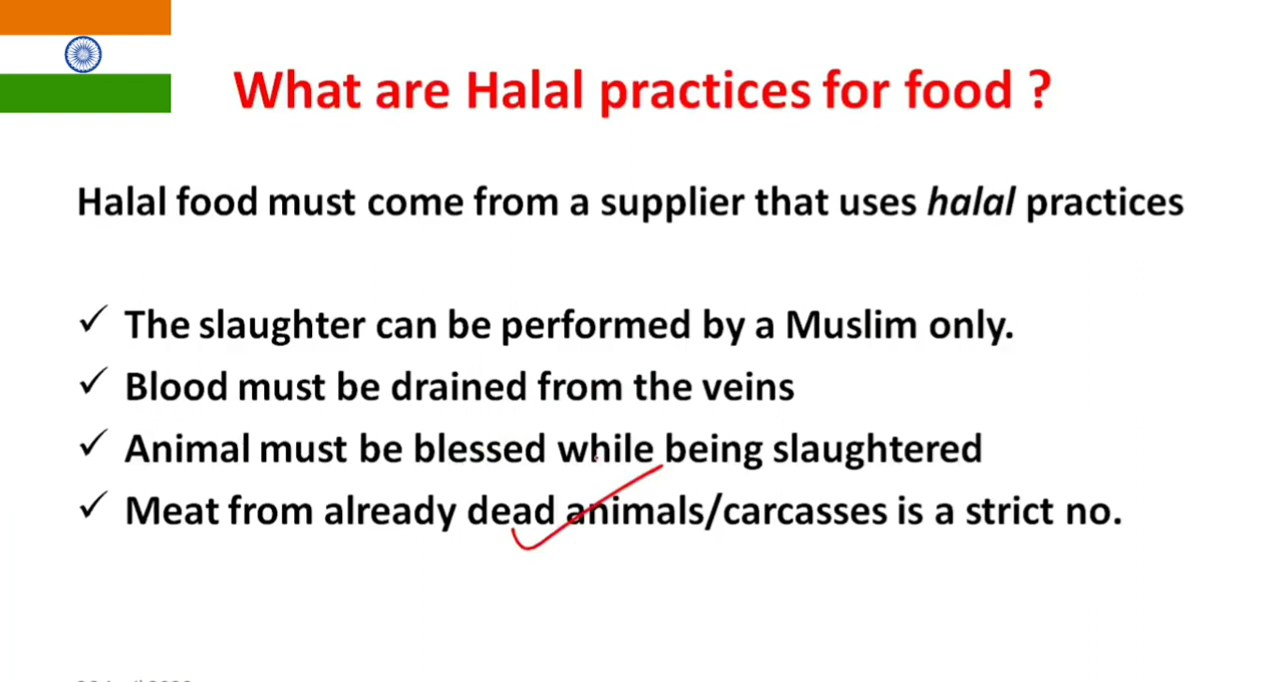 What are Halal practices for food ?
Halal food must come from a supplier that uses halal practices
✓ The slaughter can be performed by a Muslim only.
✓ Blood must be drained from the veins
✓ Animal must be blessed while being slaughtered
✓ Meat from already dead animals/carcasses is a strict no.